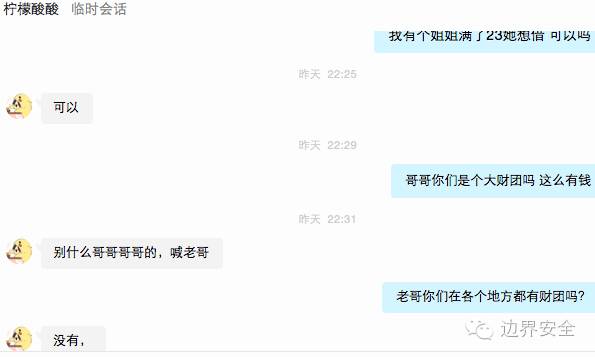 柠檬酸酸 临时会话
我有个姐姐满了23她想借 可以吗
昨天 22:25
可以
昨天 22:29
哥哥你们是个大财团吗 这么有钱
昨天 22:31
别什么哥哥哥哥的，喊老哥
老哥你们在各个地方都有财团吗?
没有，
边界安全